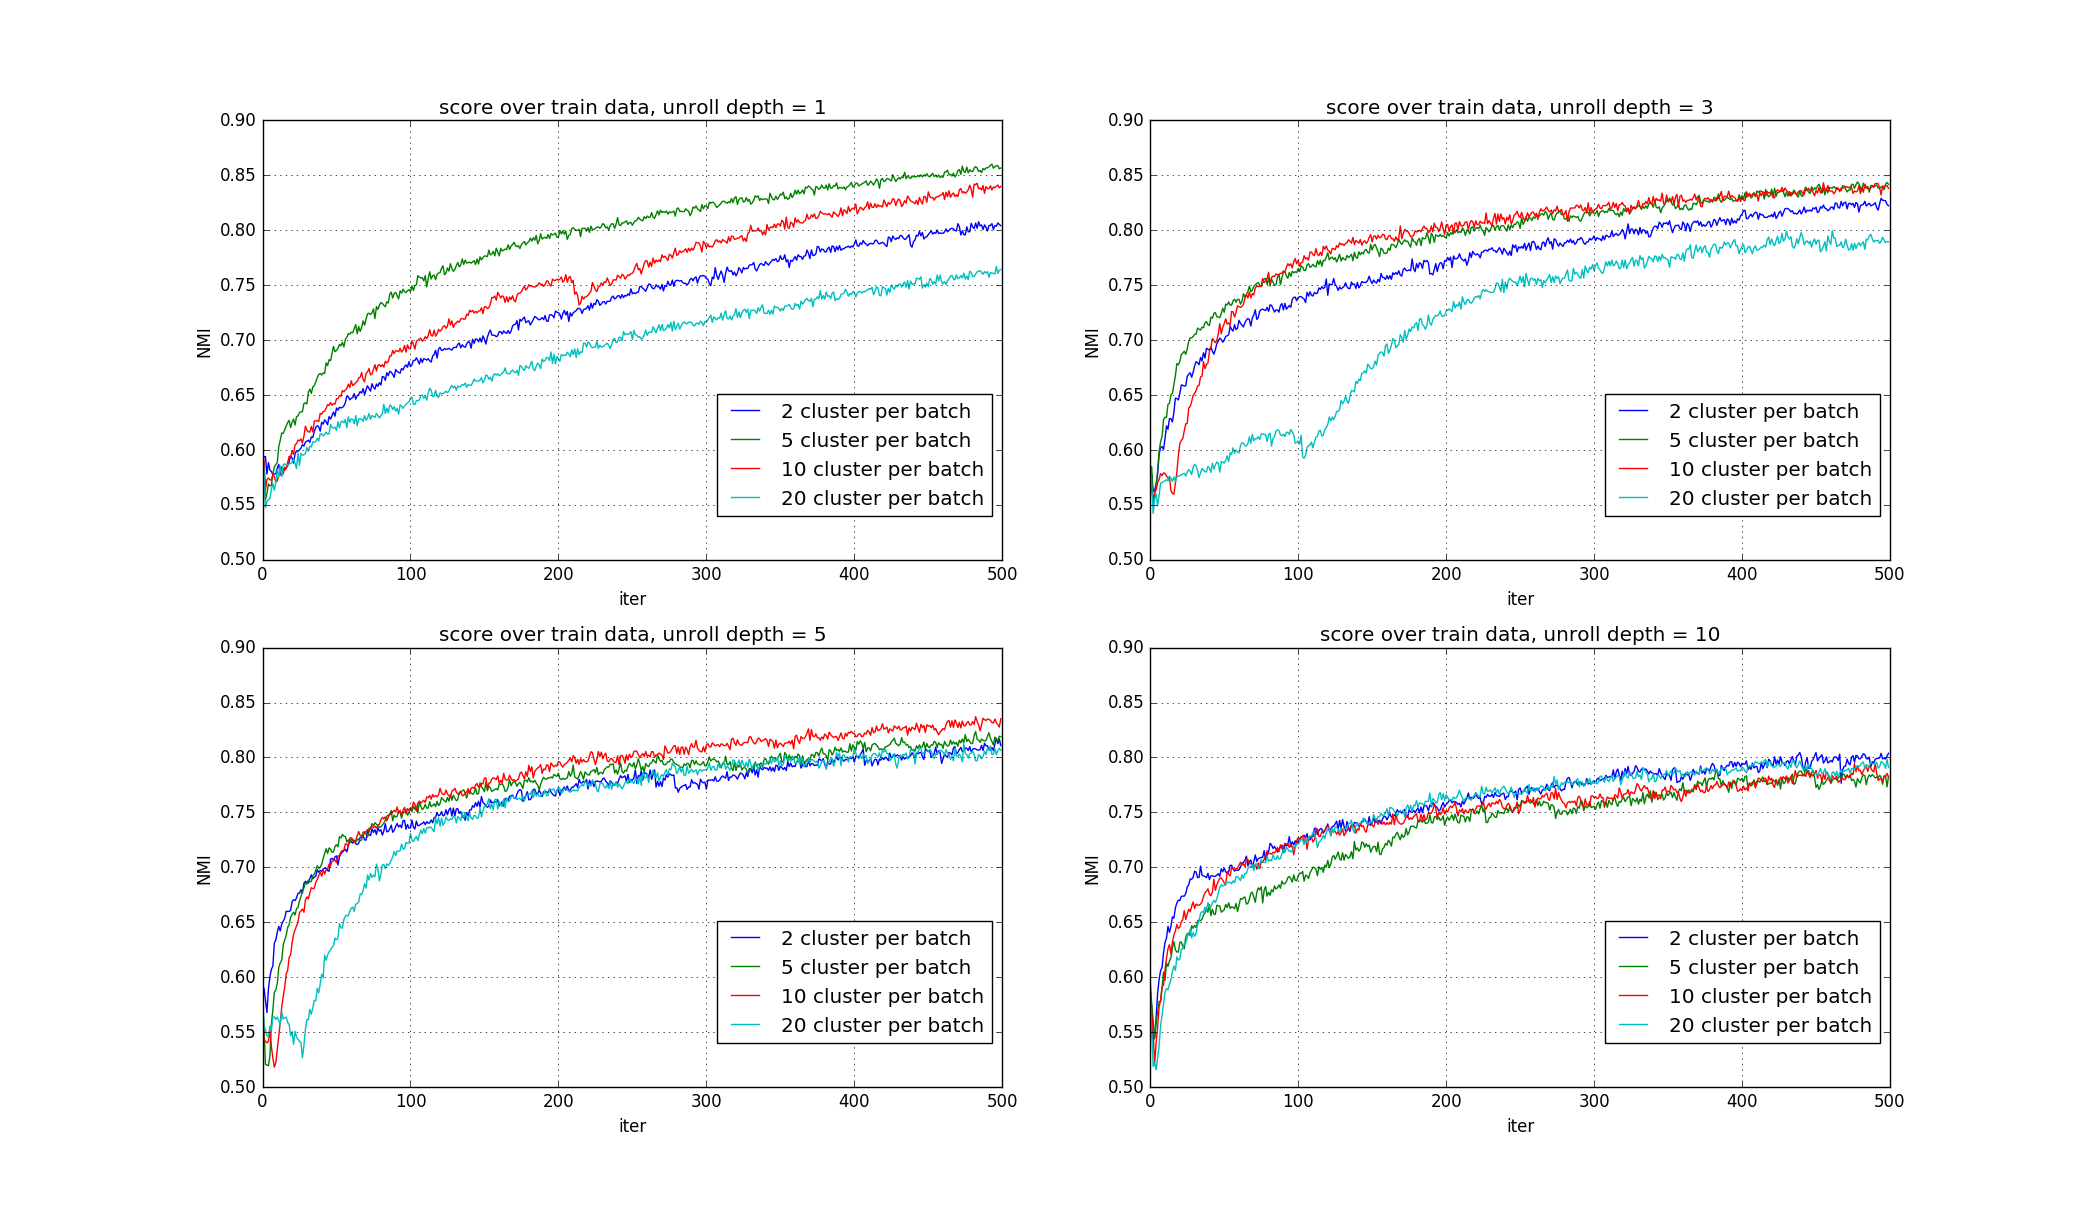 score over train data, unroll depth = 1
0.90
0.85
0.80
0.75
0.70
0.65
0.60
0.55
0.50
NMI
2 cluster per batch
5 cluster per batch
10 cluster per batch
20 cluster per batch
0 100 200 300 400 500
iter
score over train data, unroll depth = 3
0.90
0.85
0.80
0.75
0.70
0.65
0.60
0.55
0.50
NMI
2 cluster per batch
5 cluster per batch
10 cluster per batch
20 cluster per batch
0 100 200 300 400 500
iter
score over train data, unroll depth = 5
0.90
0.85
0.80
0.75
0.70
0.65
0.60
0.55
0.50
NMI
2 cluster per batch
5 cluster per batch
10 cluster per batch
20 cluster per batch
0 100 200 300 400 500
iter
score over train data, unroll depth = 10
0.90
0.85
0.80
0.75
0.70
0.65
0.60
0.55
0.50
NMI
2 cluster per batch
5 cluster per batch
10 cluster per batch
20 cluster per batch
0 100 200 300 400 500
iter